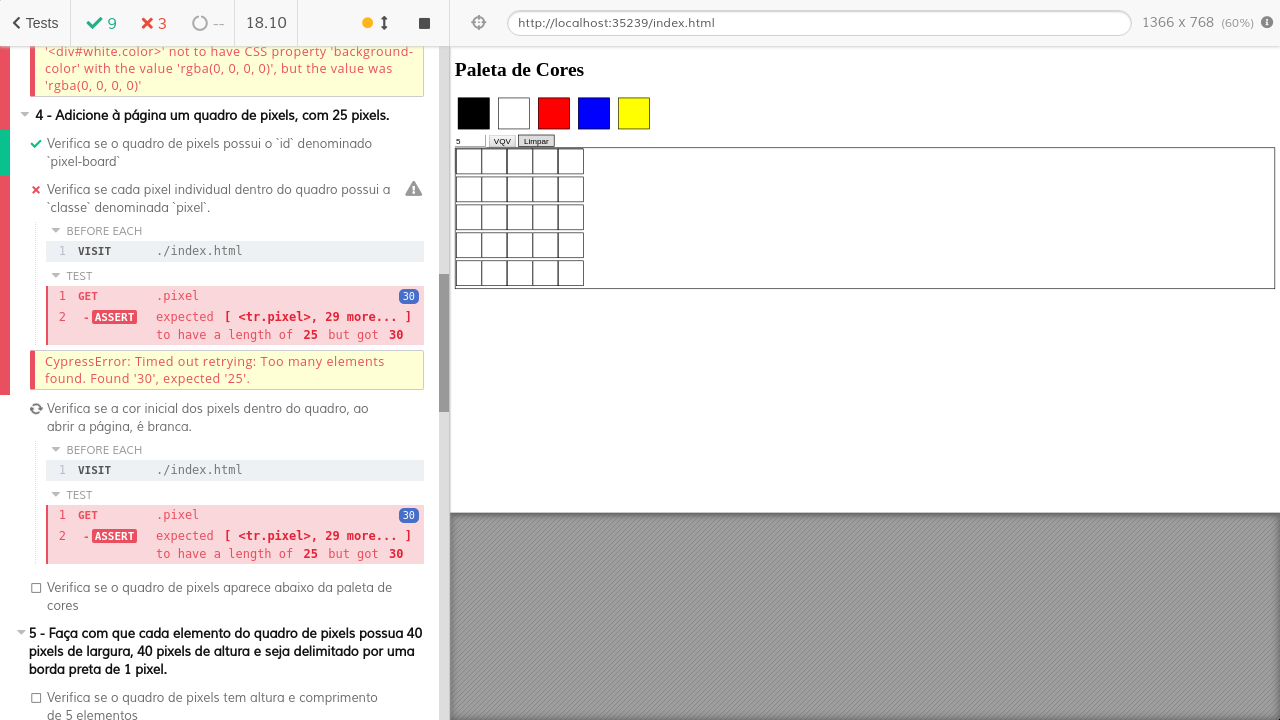 Tests 9 3 -- 18.10 http://localhost:35239/index.html 1366 x 768 (60%)
'<div#white.color>' not to have CSS property 'background-
color' with the value 'rgba(0, 0, 0, 0)', but the value was
'rgba(0, 0, 0, 0)'
4 - Adicione à página um quadro de pixels, com 25 pixels.
Verifica se o quadro de pixels possui o `id` denominado
`pixel-board`
Verifica se cada pixel individual dentro do quadro possui a
`classe` denominada `pixel`.
BEFORE EACH
1 VISIT ./index.html
TEST
1 GET .pixel 30
2 -ASSERT expected [ <tr.pixel>, 29 more... ]
to have a length of 25 but got 30
CypressError: Timed out retrying: Too many elements
found. Found '30', expected '25'.
Verifica se a cor inicial dos pixels dentro do quadro, ao
abrir a página, é branca.
BEFORE EACH
1 VISIT ./index.html
TEST
1 GET .pixel 30
2 -ASSERT expected [ <tr.pixel>, 29 more... ]
to have a length of 25 but got 30
Verifica se o quadro de pixels aparece abaixo da paleta de
cores
5 - Faça com que cada elemento do quadro de pixels possua 40
pixels de largura, 40 pixels de altura e seja delimitado por uma
borda preta de 1 pixel.
Verifica se o quadro de pixels tem altura e comprimento
de 5 elementos
Paleta de Cores
5 VQV Limpar